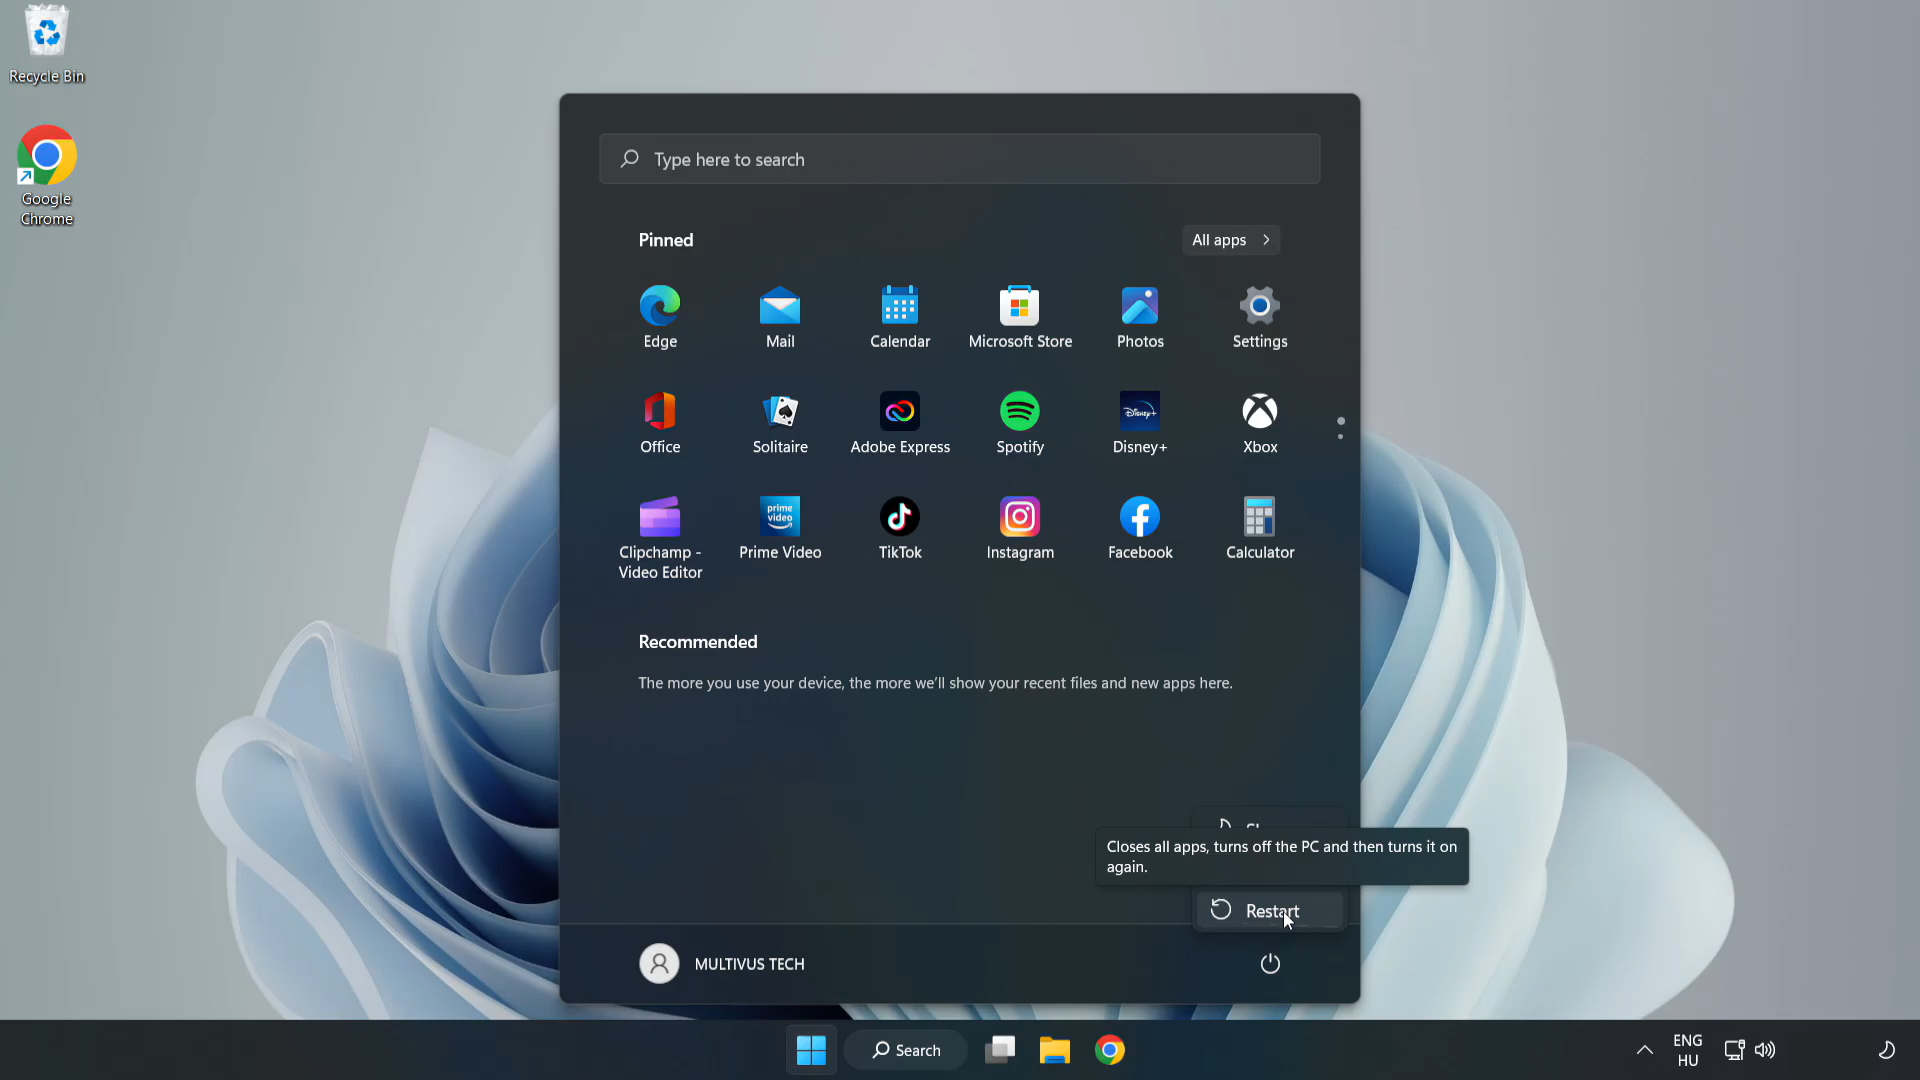 Recycle Bin
Google
Chrome
Type here to search
Pinned
All apps
Edge
Mail
Calendar
Microsoft Store
Photos
Settings
Office
Solitaire
Adobe Express
Spotify
Disney+
Xbox
Clipchamp -
Video Editor
prime
video
Prime Video
TikTok
Instagram
Facebook
Calculator
Recommended
The more you use your device, the more we'll show your recent files and new apps here.
Closes all apps, turns off the PC and then turns it on
again.
Restart
MULTIVUS TECH
Search
ENG
HU